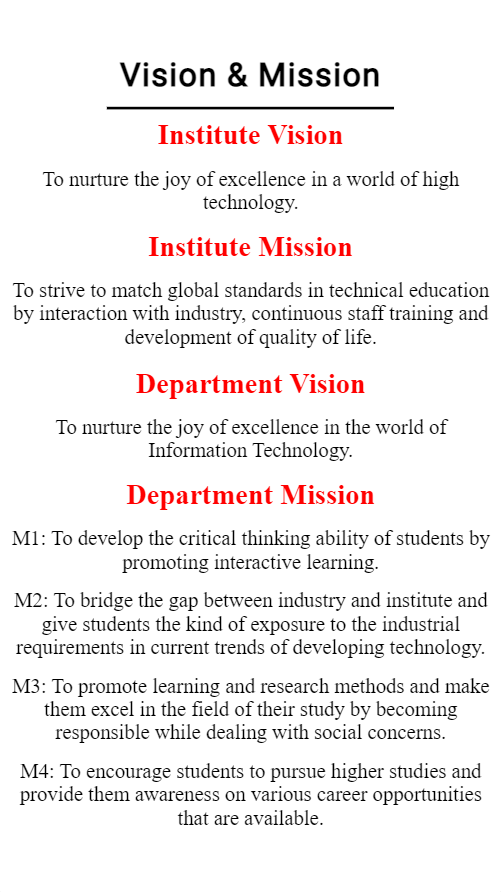 Vision & Mission
Institute Vision
To nurture the joy of excellence in a world of high
technology.
Institute Mission
To strive to match global standards in technical education
by interaction with industry, continuous staff training and
development of quality of life.
Department Vision
To nurture the joy of excellence in the world of
Information Technology.
Department Mission
M1: To develop the critical thinking ability of students by
promoting interactive learning.
M2: To bridge the gap between industry and institute and
give students the kind of exposure to the industrial
requirements in current trends of developing technology.
M3: To promote learning and research methods and make
them excel in the field of their study by becoming
responsible while dealing with social concerns.
M4: To encourage students to pursue higher studies and
provide them awareness on various career opportunities
that are available.